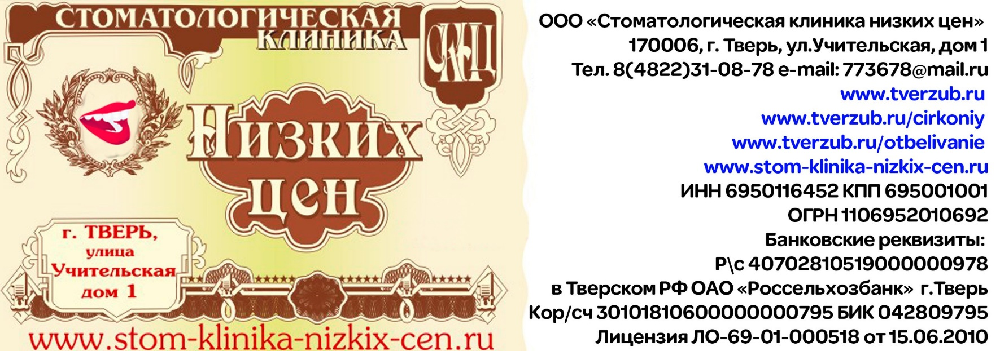 СТОМАТОЛОГИЧЕСКАЯ
КЛИНИКА
СКНЦ
Низких
цен
г. ТВЕРЬ,
улица
Учительская
дом 1
www.stom-klinika-nizkix-cen.ru
ООО «Стоматологическая клиника низких цен»
170006, г. Тверь, ул.Учительская, дом 1
Тел. 8(4822)31-08-78 e-mail: 773678@mail.ru
www.tverzub.ru
www.tverzub.ru/cirkoniy
www.tverzub.ru/otbelivanie
www.stom-klinika-nizkix-cen.ru
ИНН 6950116452 КПП 695001001
ОГРН 1106952010692
Банковские реквизиты:
Р\с 40702810519000000978
в Тверском РФ ОАО «Россельхозбанк» г.Тверь
Кор/сч 30101810600000000795 БИК 042809795
Лицензия ЛО-69-01-000518 от 15.06.2010